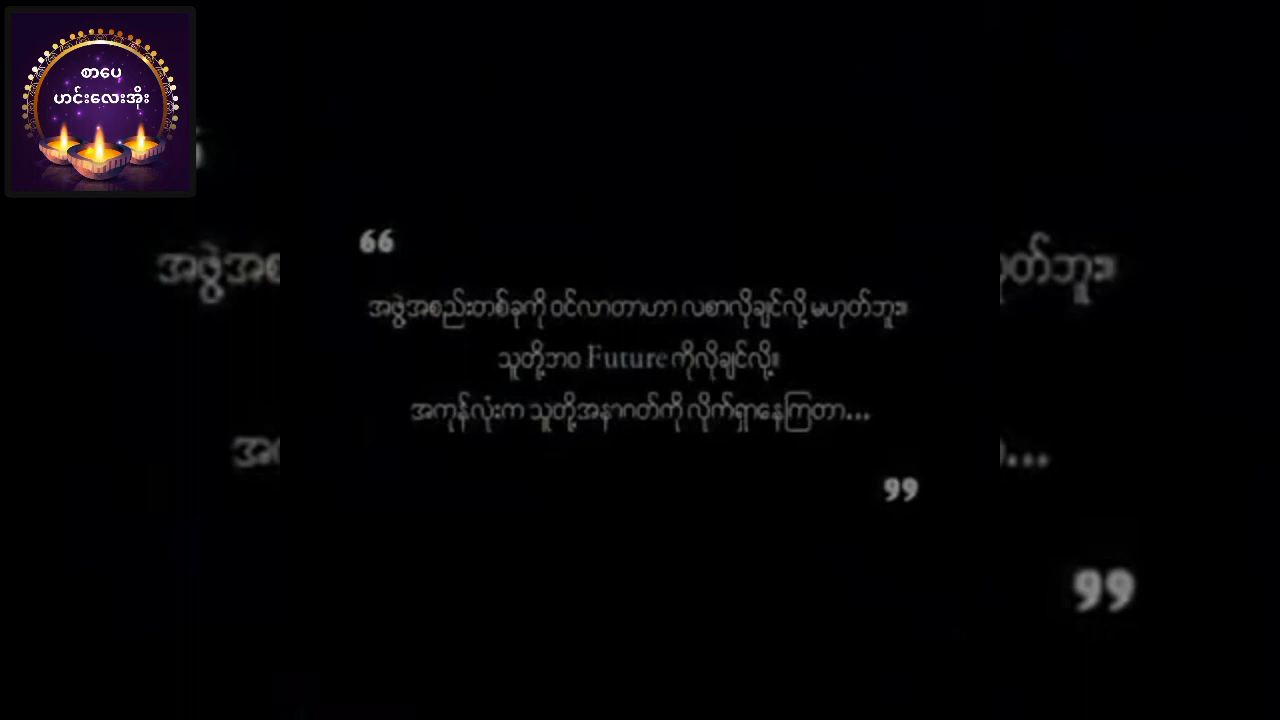 စာပေ
ဟင်းလေးအိုး
“
အဖွဲ့အစည်းတစ်ခုကို ဝင်လာတာဟာ လစာလိုချင်လို့ မဟုတ်ဘူး။
သူတို့ဘဝ Future ကိုလိုချင်လို့။
အကုန်လုံးက သူတို့အနာဂတ်ကို လိုက်ရှာနေကြတာ...
”